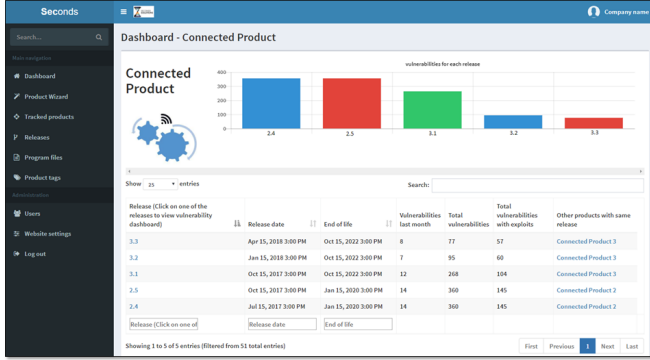 Seconds
Company name
Search...
Dashboard - Connected Product
Main navigation
Dashboard
Product Wizard
Tracked products
Releases
Program files
Product tags
Administration
Users
Website settings
Log out
Connected
Product
vulnerabilities for each release
400
300
200
100
0
2.4 2.5 3.1 3.2 3.3
Show 25 entries Search:
Release (Click on one of the
releases to view vulnerability
dashboard)
Release date
End of life
Vulnerabilities
last month
Total
vulnerabilities
Total
vulnerabilities
with exploits
Other products with same
release
3.3 Apr 15, 2018 3:00 PM Oct 15, 2022 3:00 PM 8 77 57 Connected Product 3
3.2 Jan 15, 2018 3:00 PM Oct 15, 2022 3:00 PM 7 95 60 Connected Product 3
3.1 Oct 15, 2017 3:00 PM Oct 15, 2022 3:00 PM 12 268 104 Connected Product 3
2.5 Oct 15, 2017 3:00 PM Jan 15, 2020 3:00 PM 14 360 145 Connected Product 2
2.4 Jul 15, 2017 3:00 PM Jan 15, 2020 3:00 PM 14 360 145 Connected Product 2
Release (Click on one of Release date End of life
Showing 1 to 5 of 5 entries (filtered from 51 total entries)
First Previous 1 Next Last